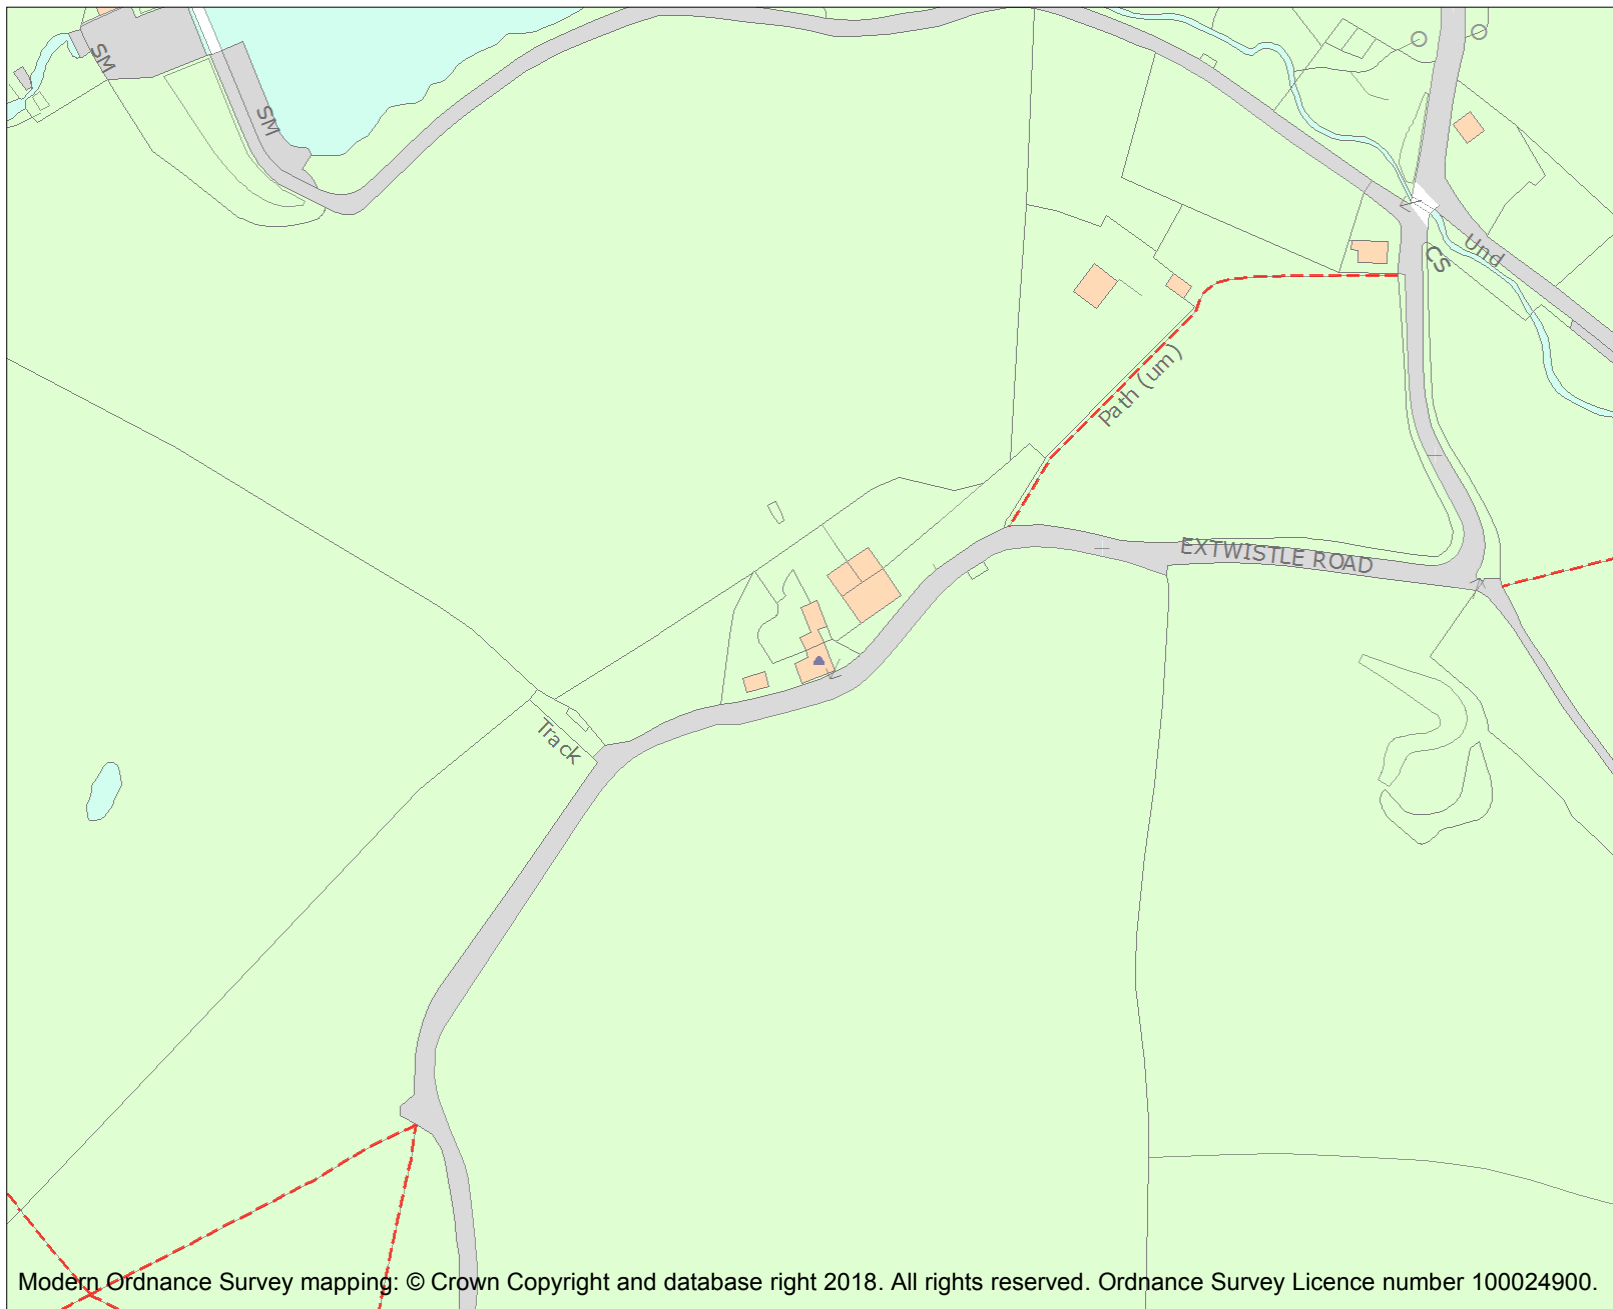 SM
SM
CS
Und
Path (um)
EXTWISTLE ROAD
Track
Modern Ordnance Survey mapping: © Crown Copyright and database right 2018. All rights reserved. Ordnance Survey Licence number 100024900.